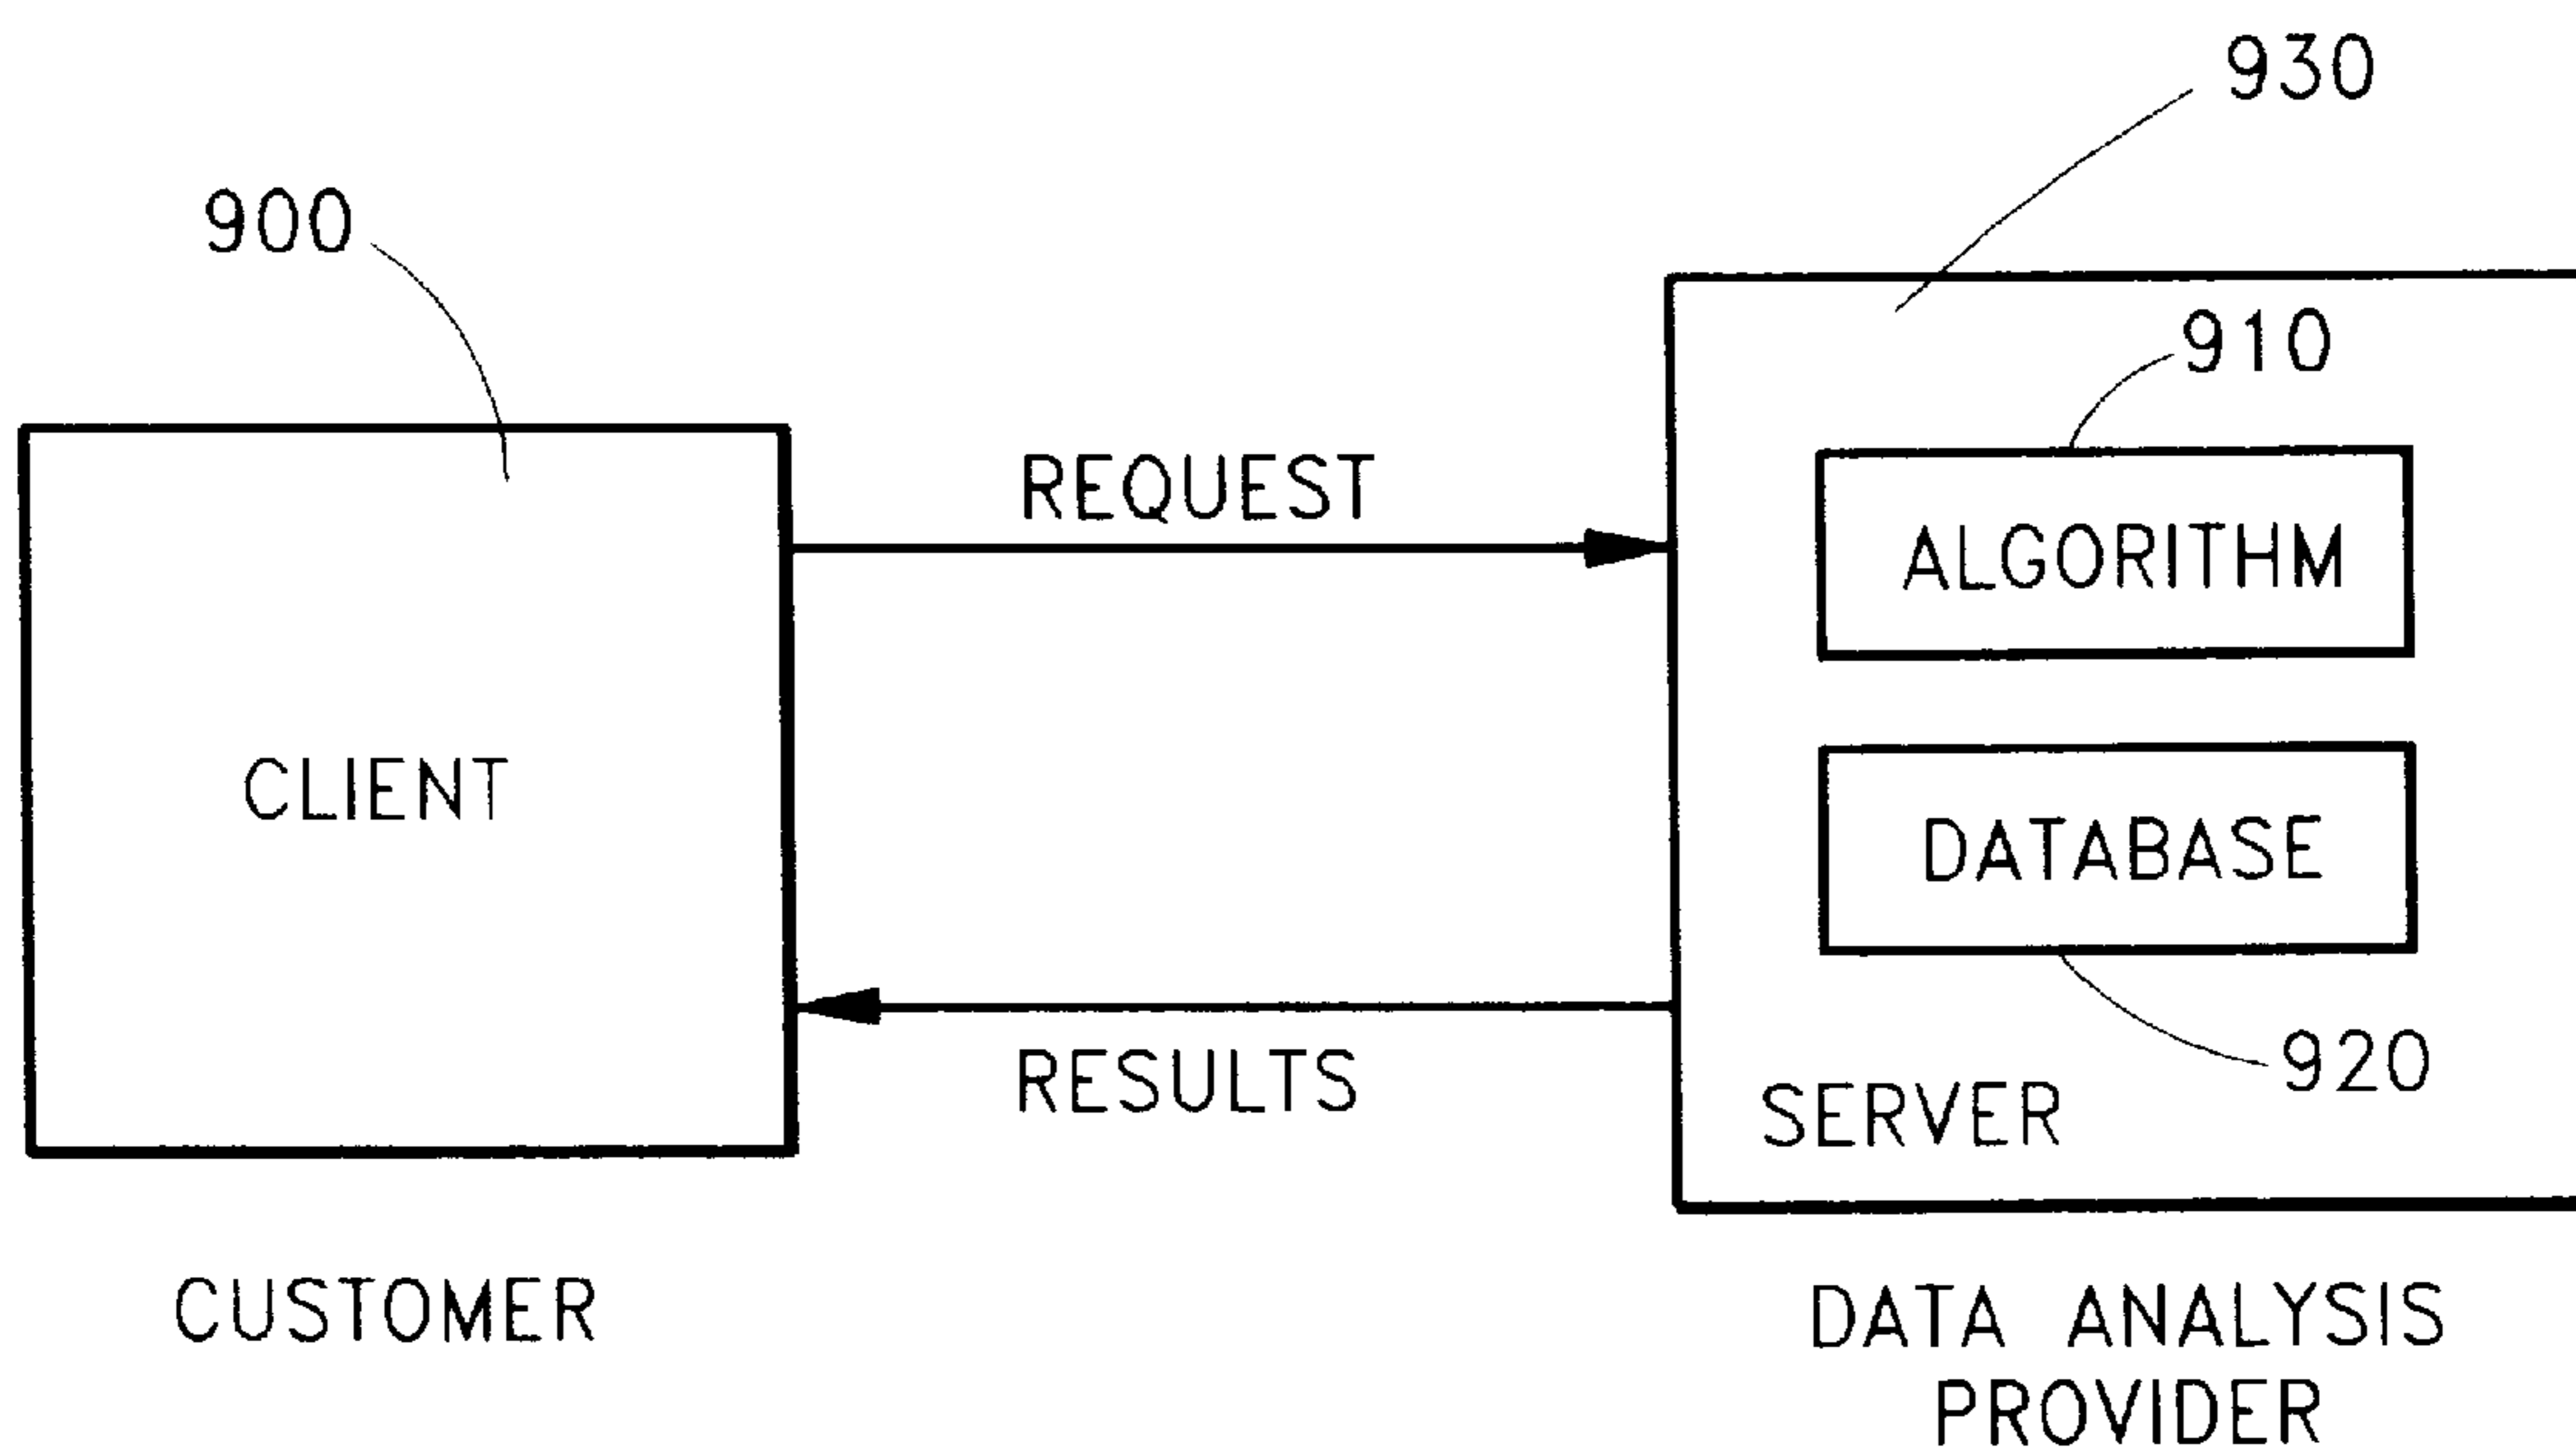 930
900
910
REQUEST
ALGORITHM
CLIENT
DATABASE
RESULTS
920
SERVER
CUSTOMER
DATA ANALYSIS
PROVIDER